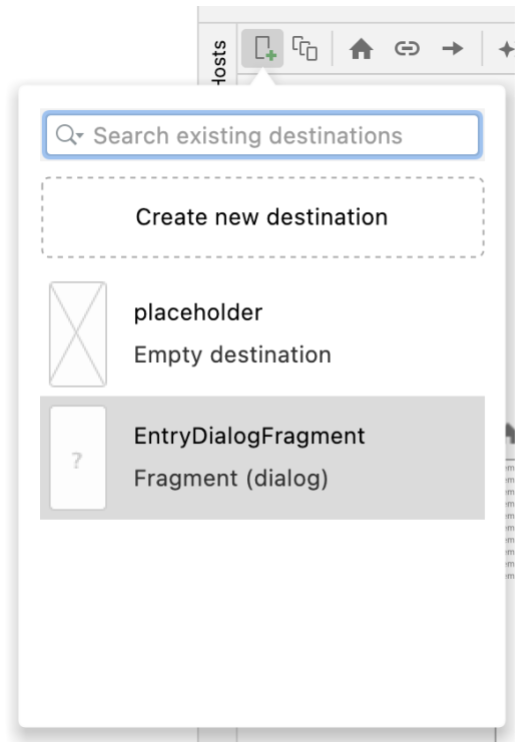 Hosts
Search existing destinations
Create new destination
placeholder
Empty destination
?
EntryDialogFragment
Fragment (dialog)